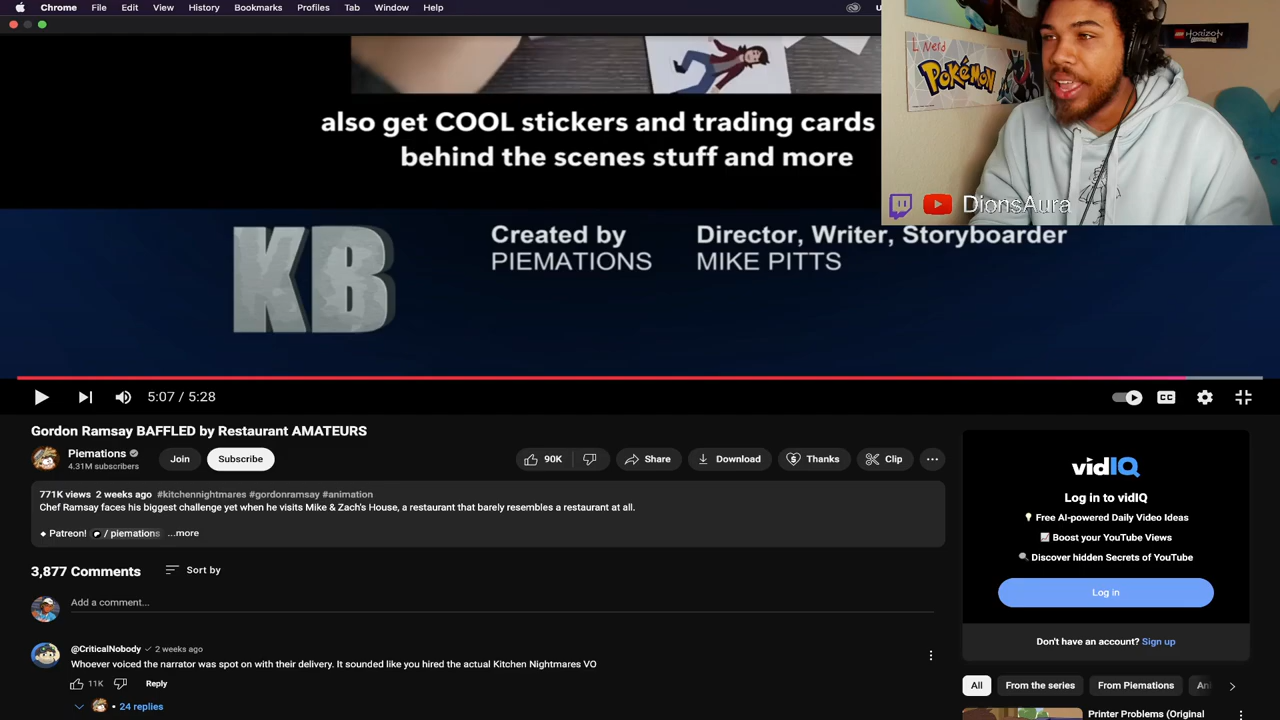 Chrome File Edit View History Bookmarks Profiles Tab Window Help
L Nerd
POKéMON
LEGO HORIZON
also get COOL stickers and trading cards
behind the scenes stuff and more
DionsAura
KB
Created by
PIEMATIONS
Director, Writer, Storyboarder
MIKE PITTS
5:07 / 5:28
CC
Gordon Ramsay BAFFLED by Restaurant AMATEURS
Piemations
4.31M subscribers
Join
Subscribe
90K
Share
Download
Thanks
Clip
771K views 2 weeks ago #kitchennightmares #gordonramsay #animation
Chef Ramsay faces his biggest challenge yet when he visits Mike & Zach's House, a restaurant that barely resembles a restaurant at all.
Patreon! / piemations ...more
3,877 Comments
Sort by
Add a comment...
@CriticalNobody 2 weeks ago
Whoever voiced the narrator was spot on with their delivery. It sounded like you hired the actual Kitchen Nightmares VO
11K
Reply
24 replies
vidIQ
Log in to vidIQ
Free AI-powered Daily Video Ideas
Boost your YouTube Views
Discover hidden Secrets of YouTube
Log in
Don't have an account? Sign up
All
From the series
From Piemations
Ani
Printer Problems (Original